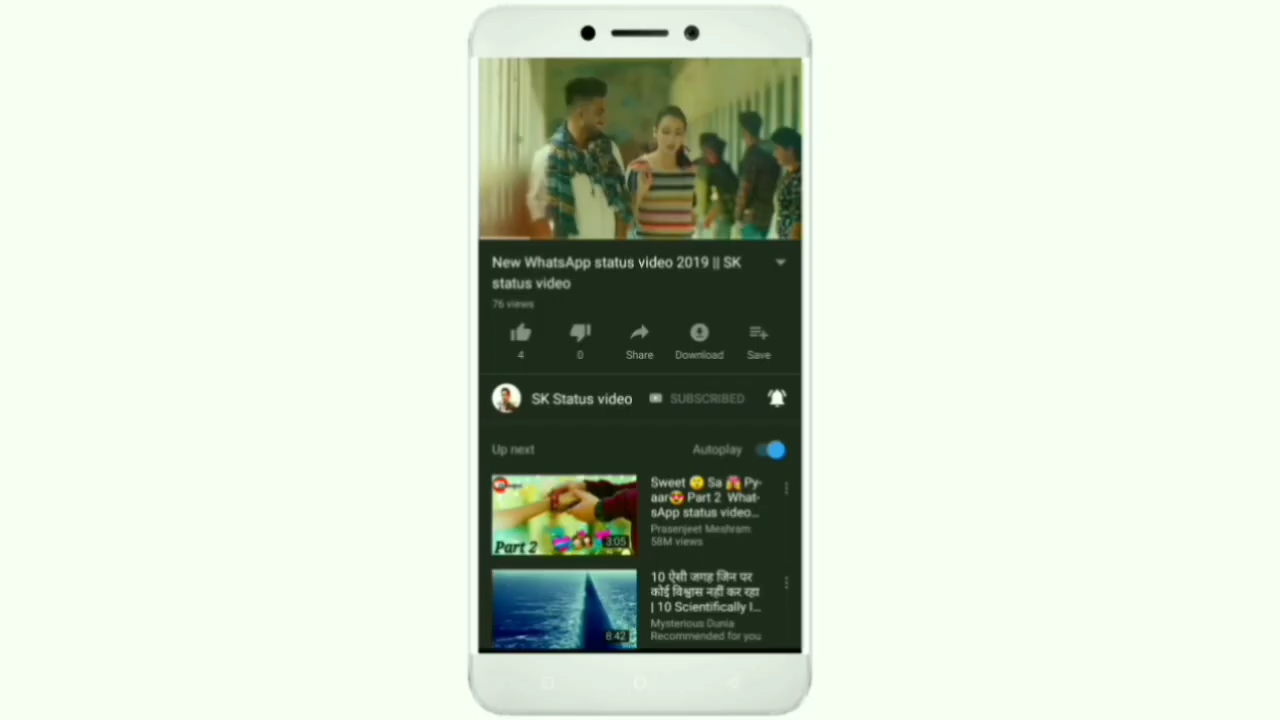 New WhatsApp status video 2019 || SK
status video
76 views
4
0
Share
Download
Save
SK Status video
SUBSCRIBED
Up next
Autoplay
Sweet 😚 Sa 💏 Py-
aar😍 Part 2 What-
sApp status video...
Prasenjeet Meshram
58M views
Part 2
3:05
10 ऐसी जगह जिन पर
कोई विश्वास नहीं कर रहा
| 10 Scientifically I...
Mysterious Dunia
Recommended for you
8:42